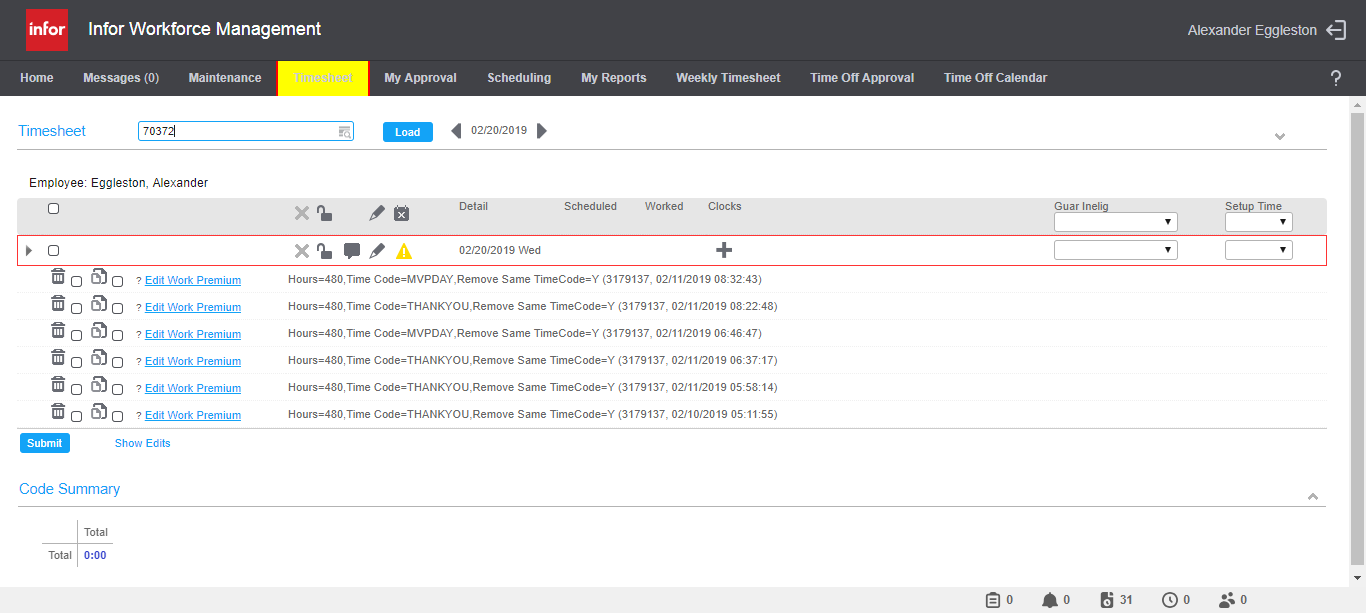 infor Infor Workforce Management Alexander Eggleston
Home Messages (0) Maintenance Timesheet My Approval Scheduling My Reports Weekly Timesheet Time Off Approval Time Off Calendar ?
Timesheet 70372 Load 02/20/2019
Employee: Eggleston, Alexander
Detail Scheduled Worked Clocks Guar Inelig Setup Time
02/20/2019 Wed
? Edit Work Premium Hours=480,Time Code=MVPDAY,Remove Same TimeCode=Y (3179137, 02/11/2019 08:32:43)
? Edit Work Premium Hours=480,Time Code=THANKYOU,Remove Same TimeCode=Y (3179137, 02/11/2019 08:22:48)
? Edit Work Premium Hours=480,Time Code=MVPDAY,Remove Same TimeCode=Y (3179137, 02/11/2019 06:46:47)
? Edit Work Premium Hours=480,Time Code=THANKYOU,Remove Same TimeCode=Y (3179137, 02/11/2019 06:37:17)
? Edit Work Premium Hours=480,Time Code=THANKYOU,Remove Same TimeCode=Y (3179137, 02/11/2019 05:58:14)
? Edit Work Premium Hours=480,Time Code=THANKYOU,Remove Same TimeCode=Y (3179137, 02/10/2019 05:11:55)
Submit Show Edits
Code Summary
Total
Total 0:00
0 0 31 0 0